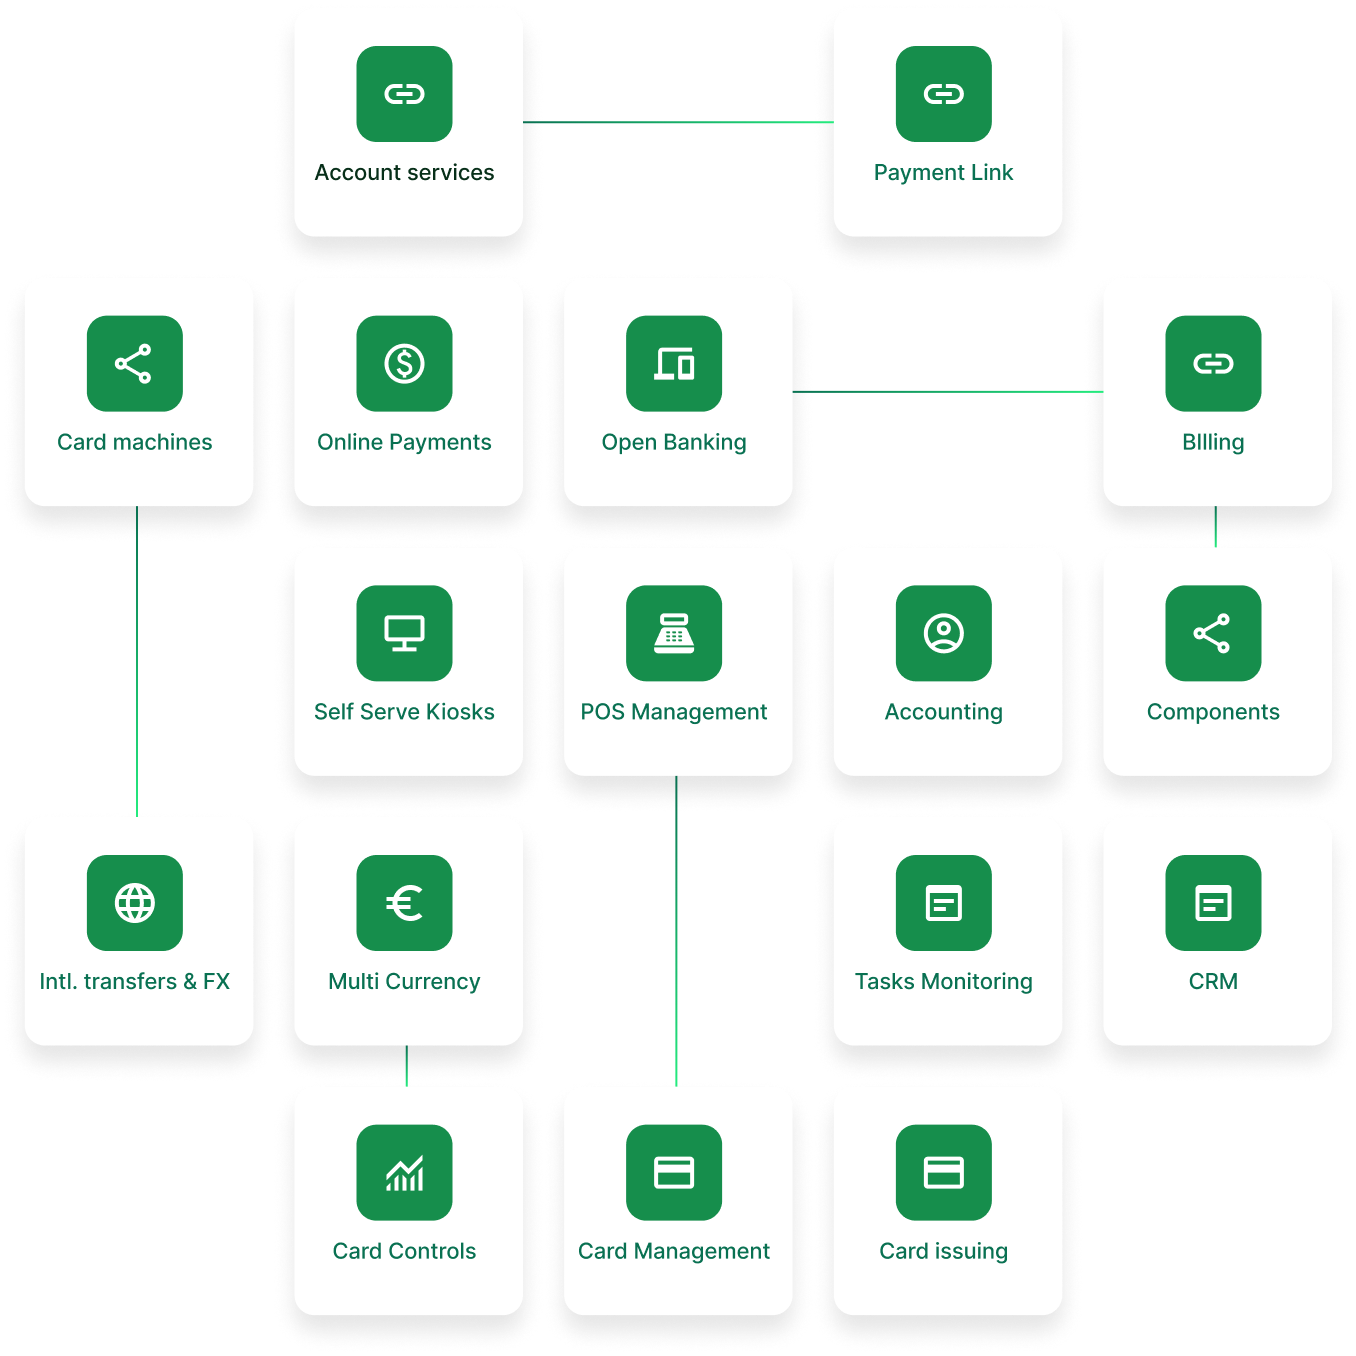 Account services
Payment Link
Card machines
Online Payments
Open Banking
BIlling
Self Serve Kiosks
POS Management
Accounting
Components
Intl. transfers & FX
Multi Currency
Tasks Monitoring
CRM
Card Controls
Card Management
Card issuing